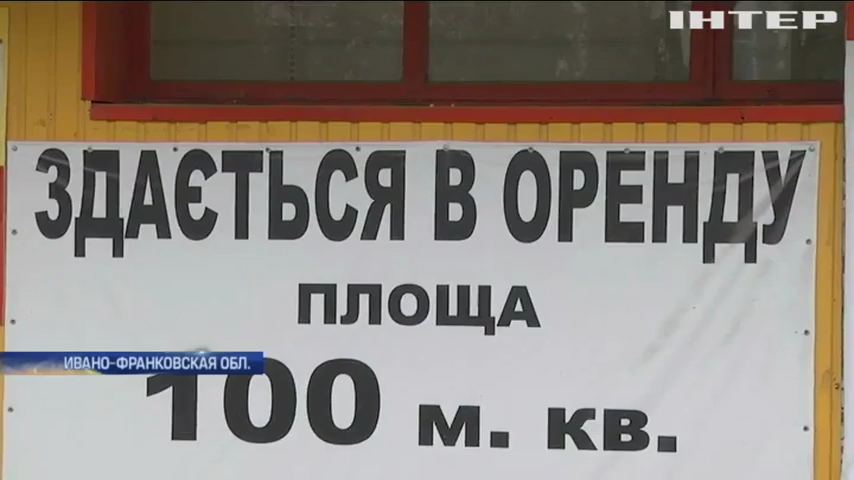 ІНТЕР
ЗДАЄТЬСЯ В ОРЕНДУ
ПЛОЩА
ИВАНО-ФРАНКОВСКАЯ ОБЛ.
100 м. кв.